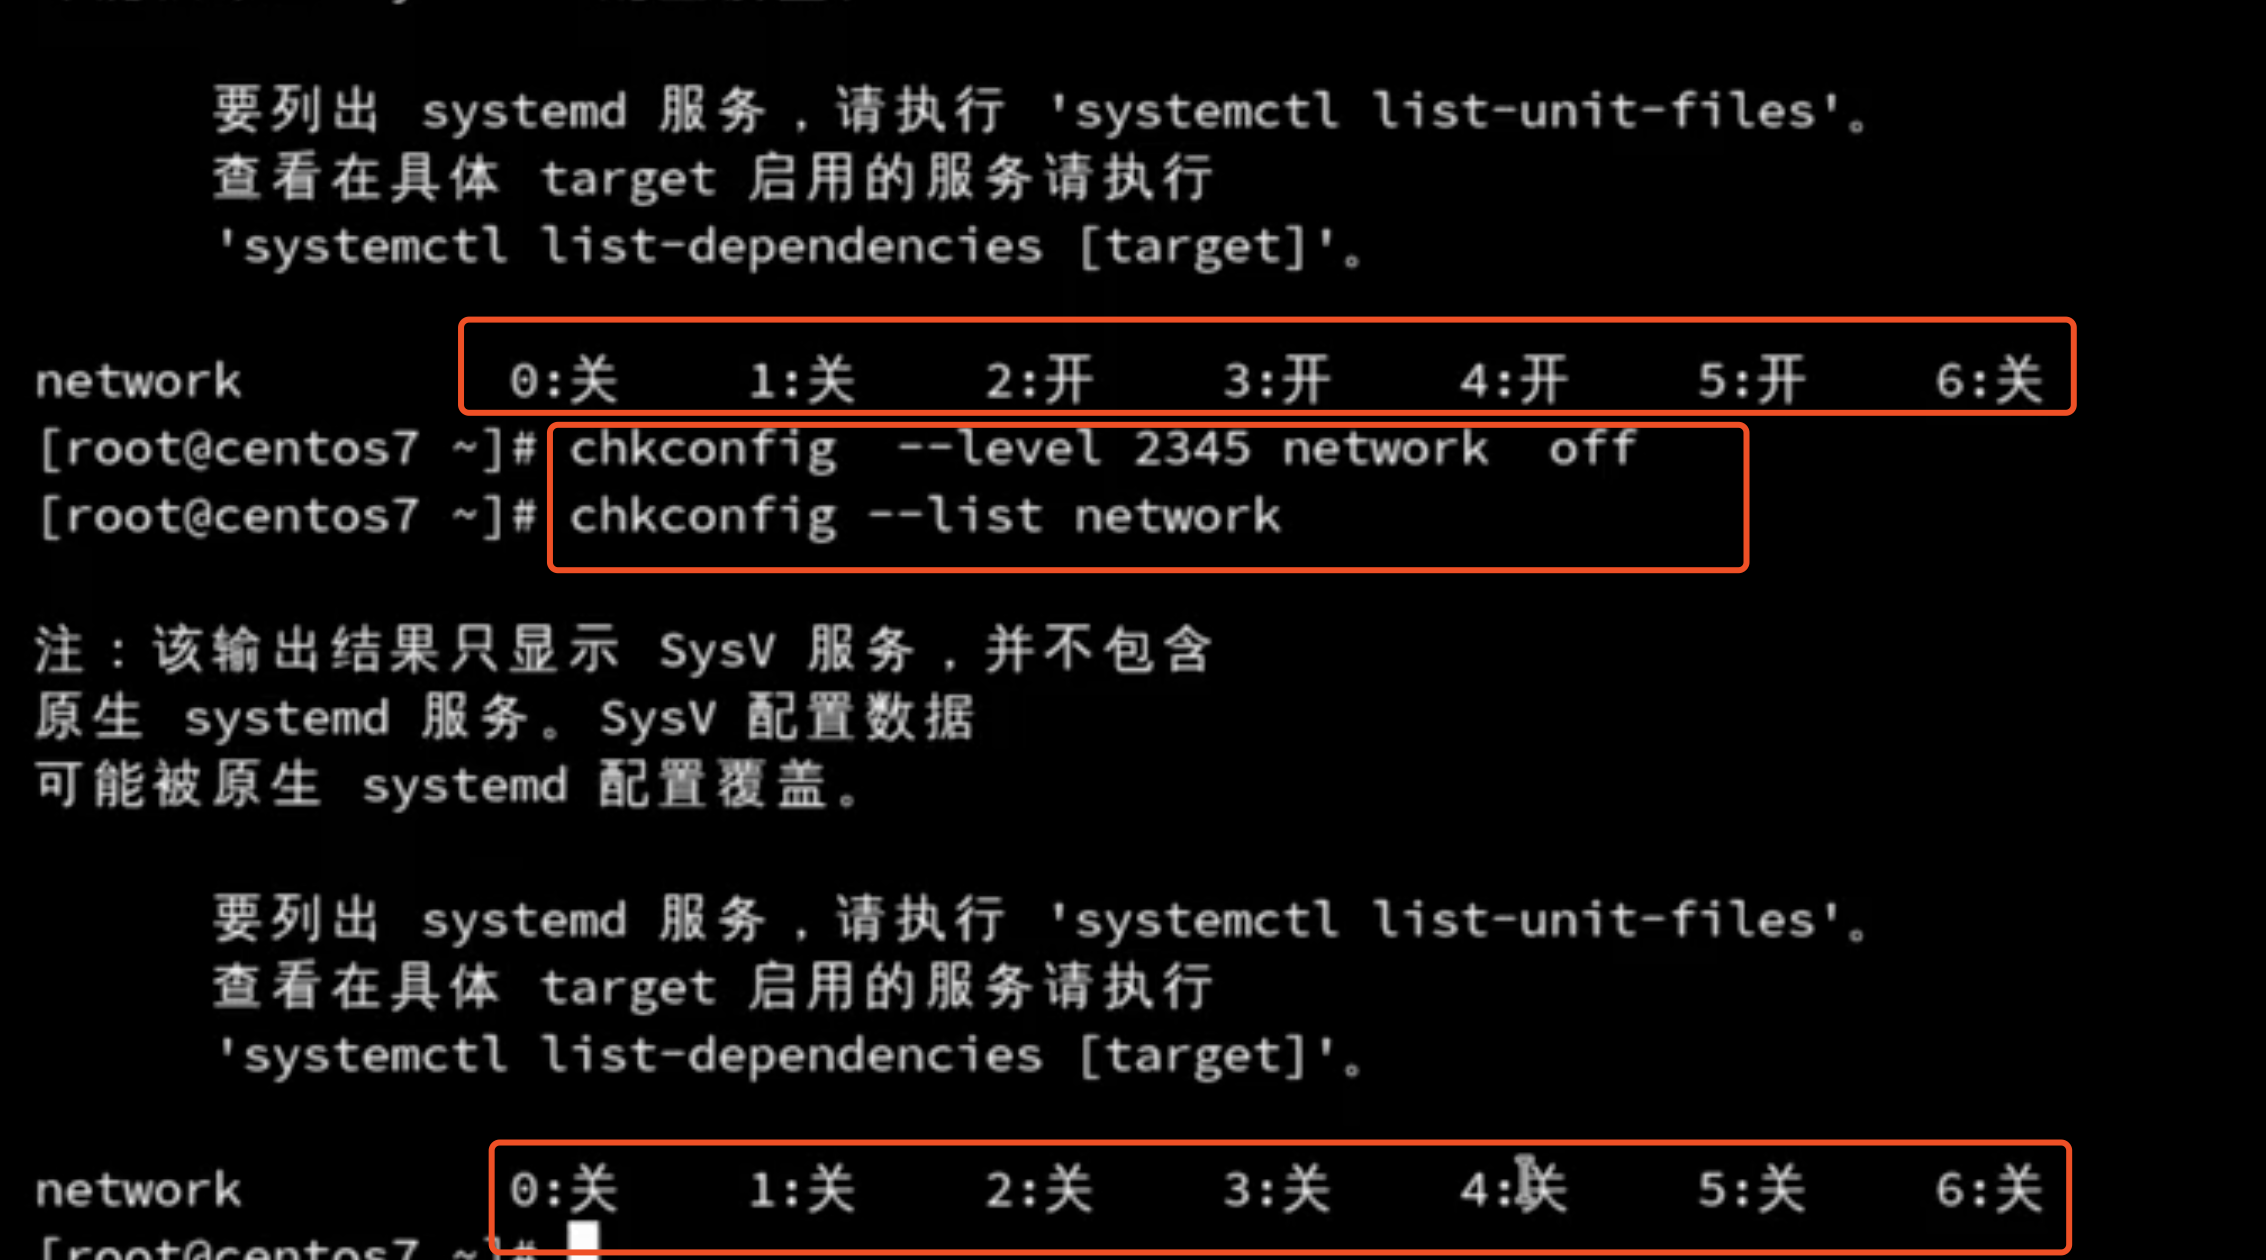 要列出 systemd 服务，请执行 'systemctl list-unit-files'。
查看在具体 target 启用的服务请执行
'systemctl list-dependencies [target]'。
network 0:关 1:关 2:开 3:开 4:开 5:开 6:关
[root@centos7 ~]# chkconfig  --level 2345 network  off
[root@centos7 ~]# chkconfig --list network
注：该输出结果只显示 SysV 服务，并不包含
原生 systemd 服务。SysV 配置数据
可能被原生 systemd 配置覆盖。
要列出 systemd 服务，请执行 'systemctl list-unit-files'。
查看在具体 target 启用的服务请执行
'systemctl list-dependencies [target]'。
network 0:关 1:关 2:关 3:关 4:关 5:关 6:关
[root@centos7 ~]#